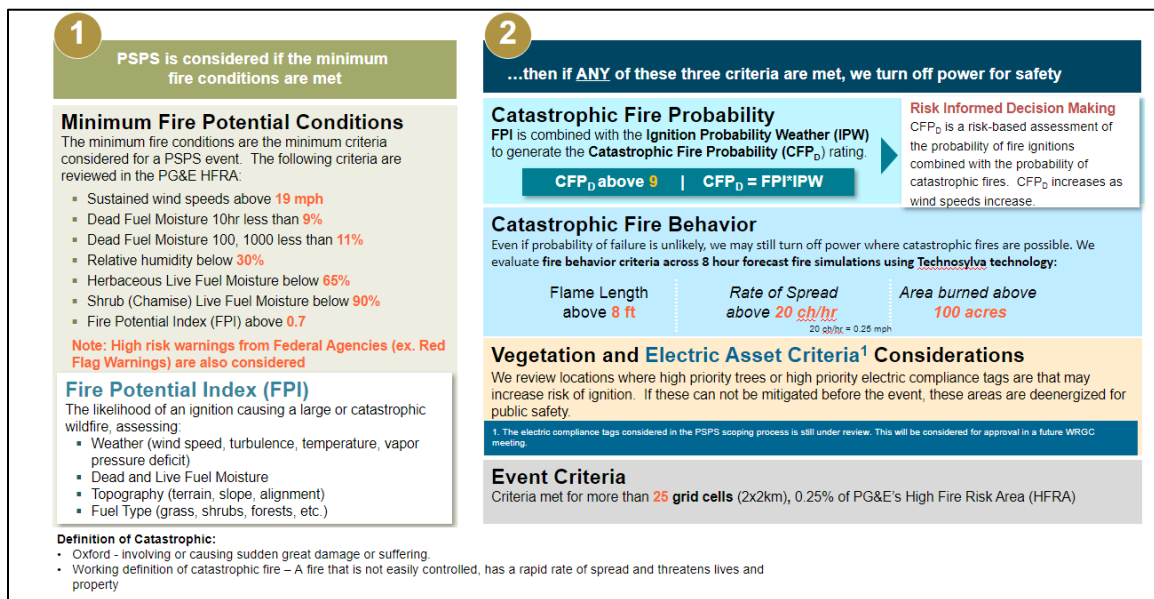 1
PSPS is considered if the minimum
fire conditions are met
Minimum Fire Potential Conditions
The minimum fire conditions are the minimum criteria
considered for a PSPS event. The following criteria are
reviewed in the PG&E HFRA:
▪ Sustained wind speeds above 19 mph
▪ Dead Fuel Moisture 10hr less than 9%
▪ Dead Fuel Moisture 100, 1000 less than 11%
▪ Relative humidity below 30%
▪ Herbaceous Live Fuel Moisture below 65%
▪ Shrub (Chamise) Live Fuel Moisture below 90%
▪ Fire Potential Index (FPI) above 0.7
Note: High risk warnings from Federal Agencies (ex. Red
Flag Warnings) are also considered
Fire Potential Index (FPI)
The likelihood of an ignition causing a large or catastrophic
wildfire, assessing:
▪ Weather (wind speed, turbulence, temperature, vapor
pressure deficit)
▪ Dead and Live Fuel Moisture
▪ Topography (terrain, slope, alignment)
▪ Fuel Type (grass, shrubs, forests, etc.)
2
…then if ANY of these three criteria are met, we turn off power for safety
Catastrophic Fire Probability
FPI is combined with the Ignition Probability Weather (IPW)
to generate the Catastrophic Fire Probability (CFPD) rating.
CFPD above 9 | CFPD = FPI*IPW
Risk Informed Decision Making
CFPD is a risk-based assessment of
the probability of fire ignitions
combined with the probability of
catastrophic fires. CFPD increases as
wind speeds increase.
Catastrophic Fire Behavior
Even if probability of failure is unlikely, we may still turn off power where catastrophic fires are possible. We
evaluate fire behavior criteria across 8 hour forecast fire simulations using Technosylva technology:
Flame Length
above 8 ft
Rate of Spread
above 20 ch/hr
20 ch/hr = 0.25 mph
Area burned above
100 acres
Vegetation and Electric Asset Criteria1 Considerations
We review locations where high priority trees or high priority electric compliance tags are that may
increase risk of ignition. If these can not be mitigated before the event, these areas are deenergized for
public safety.
1. The electric compliance tags considered in the PSPS scoping process is still under review. This will be considered for approval in a future WRGC
meeting.
Event Criteria
Criteria met for more than 25 grid cells (2x2km), 0.25% of PG&E's High Fire Risk Area (HFRA)
Definition of Catastrophic:
• Oxford - involving or causing sudden great damage or suffering.
• Working definition of catastrophic fire – A fire that is not easily controlled, has a rapid rate of spread and threatens lives and
property